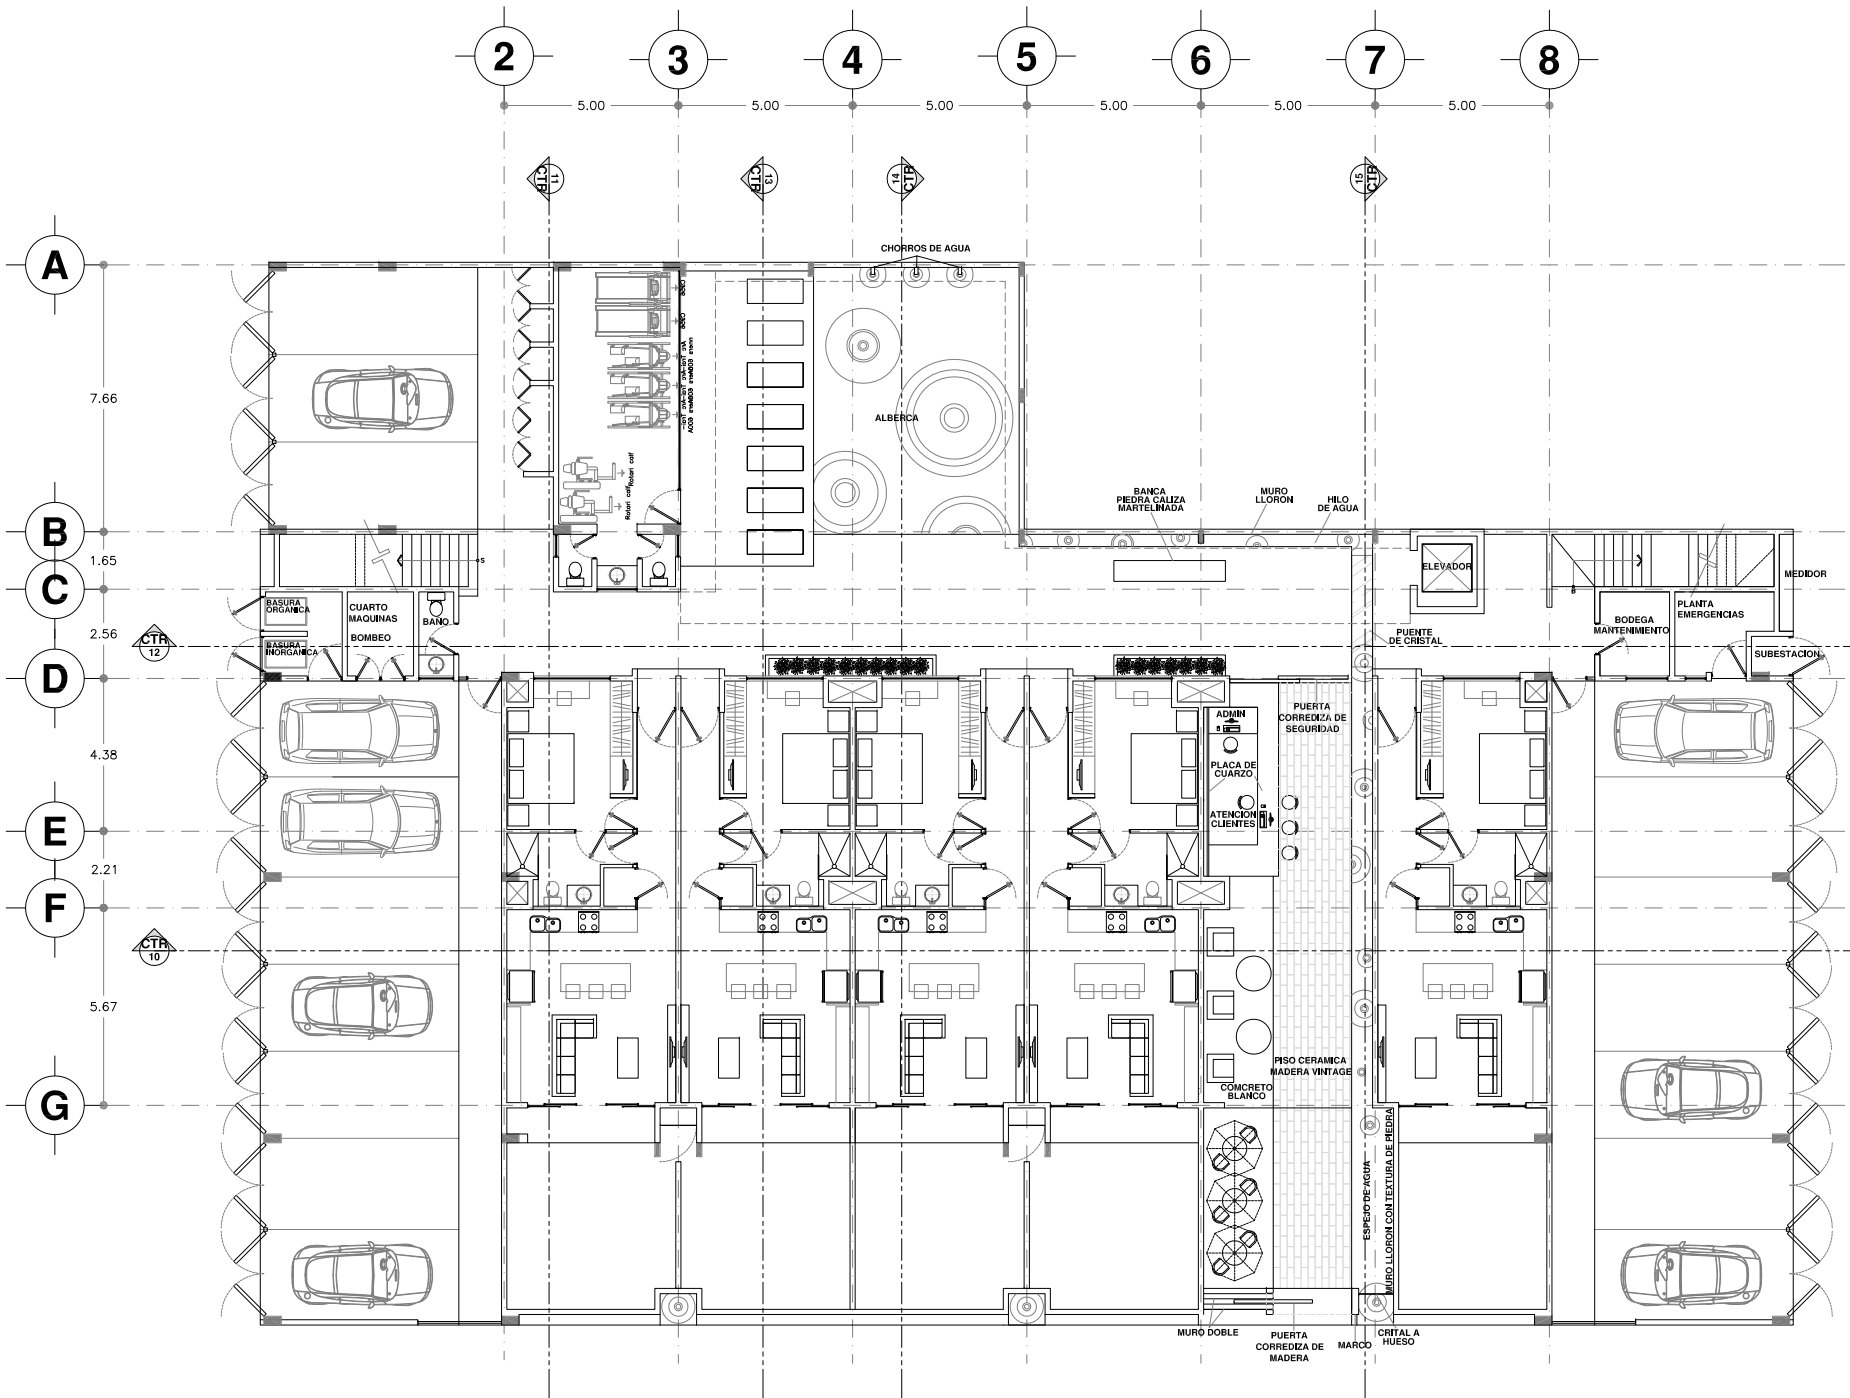 2 3 4 5 6 7 8
5.00 5.00 5.00 5.00 5.00 5.00
CTR 11
CTR 13
14 CTR
15 CTR
CHORROS DE AGUA
A
7.66
ALBERCA
Rotari calf
Rotari calf
BANCA
PIEDRA CALIZA
MARTELINADA
MURO
LLORON
HILO
DE AGUA
B
1.65
S
ELEVADOR
MEDIDOR
C
BASURA
ORGANICA
CUARTO
MAQUINAS
BOMBEO
BAÑO
2.56
BASURA
INORGANICA
CTR
12
PUENTE
DE CRISTAL
BODEGA
MANTENIMIENTO
PLANTA
EMERGENCIAS
SUBESTACION
D
ADMIN
PUERTA
CORREDIZA DE
SEGURIDAD
4.38
PLACA DE
CUARZO
ATENCION
CLIENTES
E
2.21
F
CTR
10
5.67
PISO CERAMICA
MADERA VINTAGE
COMCRETO
BLANCO
G
ESPEJO DE AGUA
MURO LLORON CON TEXTURA DE PIEDRA
MURO DOBLE
PUERTA
CORREDIZA DE
MADERA
MARCO
CRITAL A
HUESO